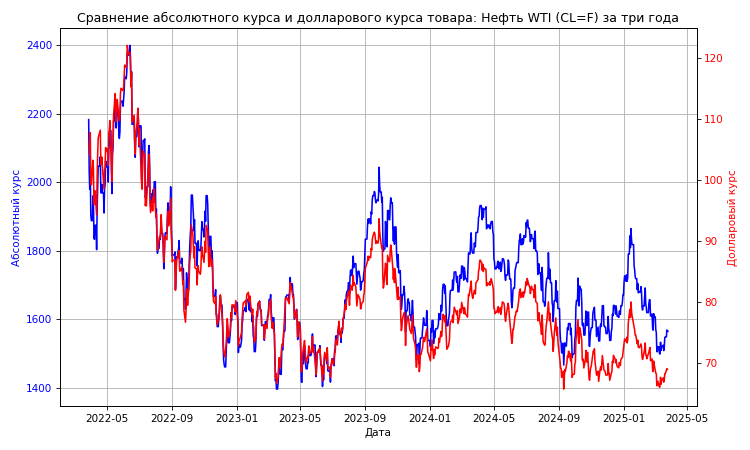 Сравнение абсолютного курса и долларового курса товара: Нефть WTI (CL=F) за три года
Абсолютный курс
2400
2200
2000
1800
1600
1400
120
110
100
90
80
70
Долларовый курс
2022-05 2022-09 2023-01 2023-05 2023-09 2024-01 2024-05 2024-09 2025-01 2025-05
Дата